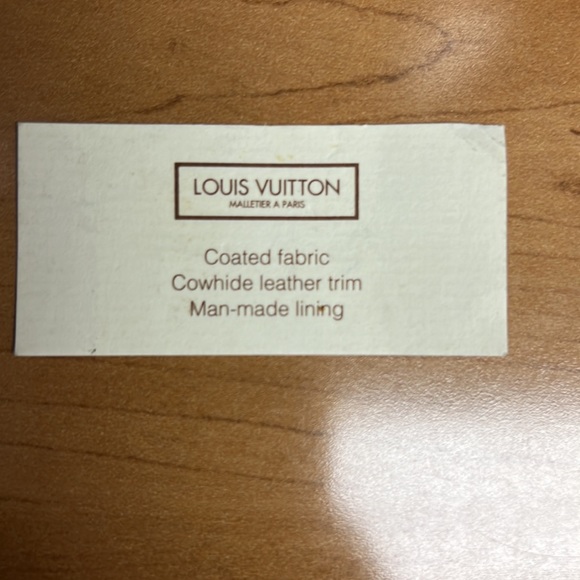 LOUIS VUITTON
MALLETIER A PARIS
Coated fabric
Cowhide leather trim
Man-made lining